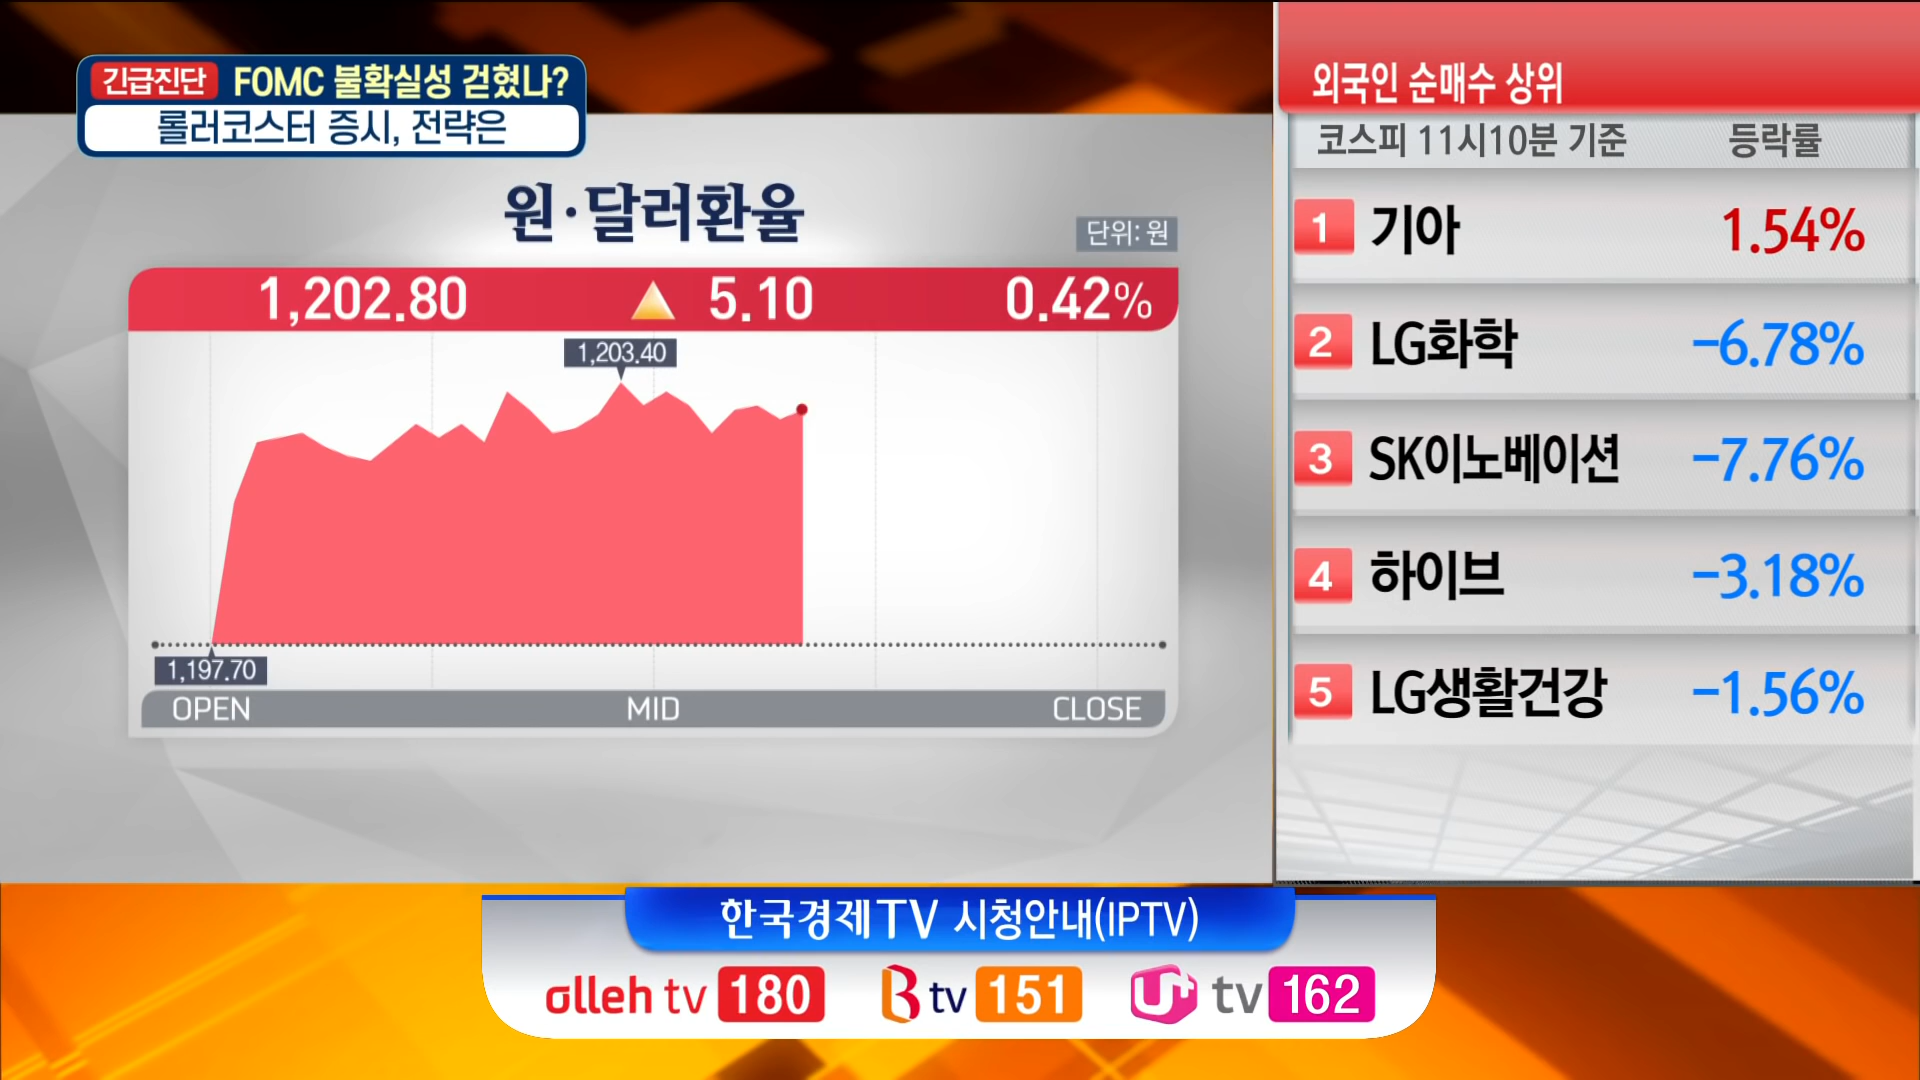 긴급진단 FOMC 불확실성 걷혔나?
롤러코스터 증시, 전략은
원·달러환율
단위: 원
1,202.80 ▲ 5.10 0.42%
1,203.40
1,197.70
OPEN MID CLOSE
외국인 순매수 상위
코스피 11시10분 기준 등락률
1 기아 1.54%
2 LG화학 -6.78%
3 SK이노베이션 -7.76%
4 하이브 -3.18%
5 LG생활건강 -1.56%
한국경제TV 시청안내(IPTV)
olleh tv 180 B tv 151 U+ tv 162